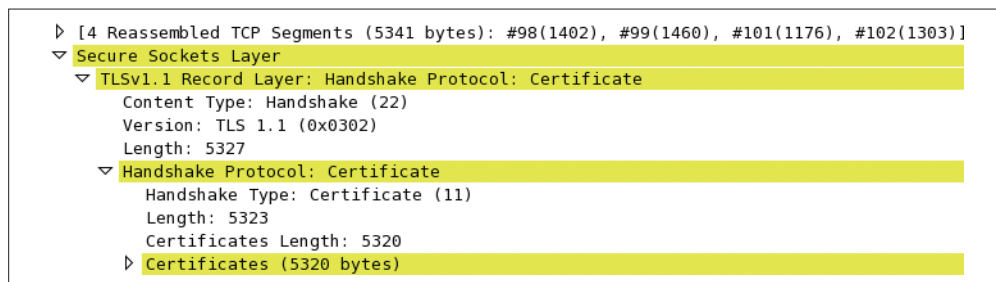 [4 Reassembled TCP Segments (5341 bytes): #98(1402), #99(1460), #101(1176), #102(1303)]
Secure Sockets Layer
TLSv1.1 Record Layer: Handshake Protocol: Certificate
Content Type: Handshake (22)
Version: TLS 1.1 (0x0302)
Length: 5327
Handshake Protocol: Certificate
Handshake Type: Certificate (11)
Length: 5323
Certificates Length: 5320
Certificates (5320 bytes)